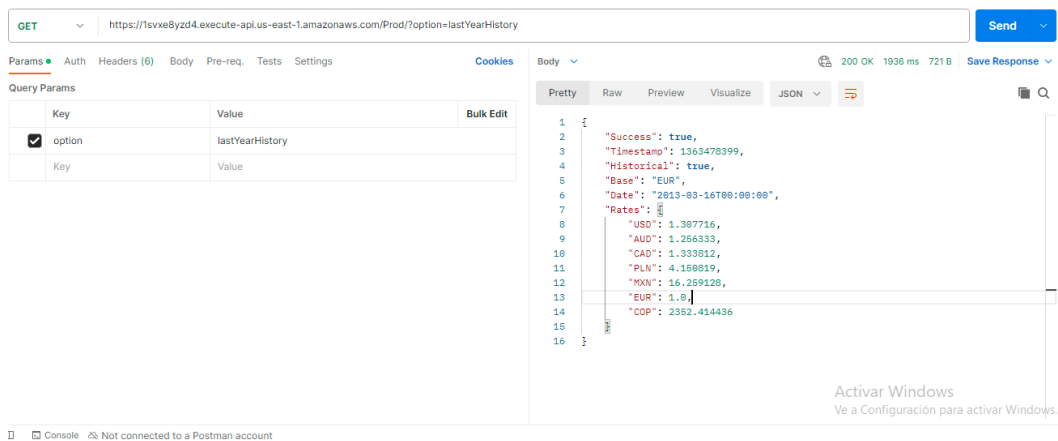 GET https://1svxe8yzd4.execute-api.us-east-1.amazonaws.com/Prod/?option=lastYearHistory Send
Params Auth Headers (6) Body Pre-req. Tests Settings Cookies
Query Params
Key Value Bulk Edit
option lastYearHistory
Key Value
Body 200 OK 1936 ms 721 B Save Response
Pretty Raw Preview Visualize JSON
1 {
2 "Success": true,
3 "Timestamp": 1363478399,
4 "Historical": true,
5 "Base": "EUR",
6 "Date": "2013-03-16T00:00:00",
7 "Rates": {
8 "USD": 1.307716,
9 "AUD": 1.256333,
10 "CAD": 1.333812,
11 "PLN": 4.150819,
12 "MXN": 16.259128,
13 "EUR": 1.0,
14 "COP": 2352.414436
15 }
16 }
Activar Windows
Ve a Configuración para activar Windows.
Console Not connected to a Postman account